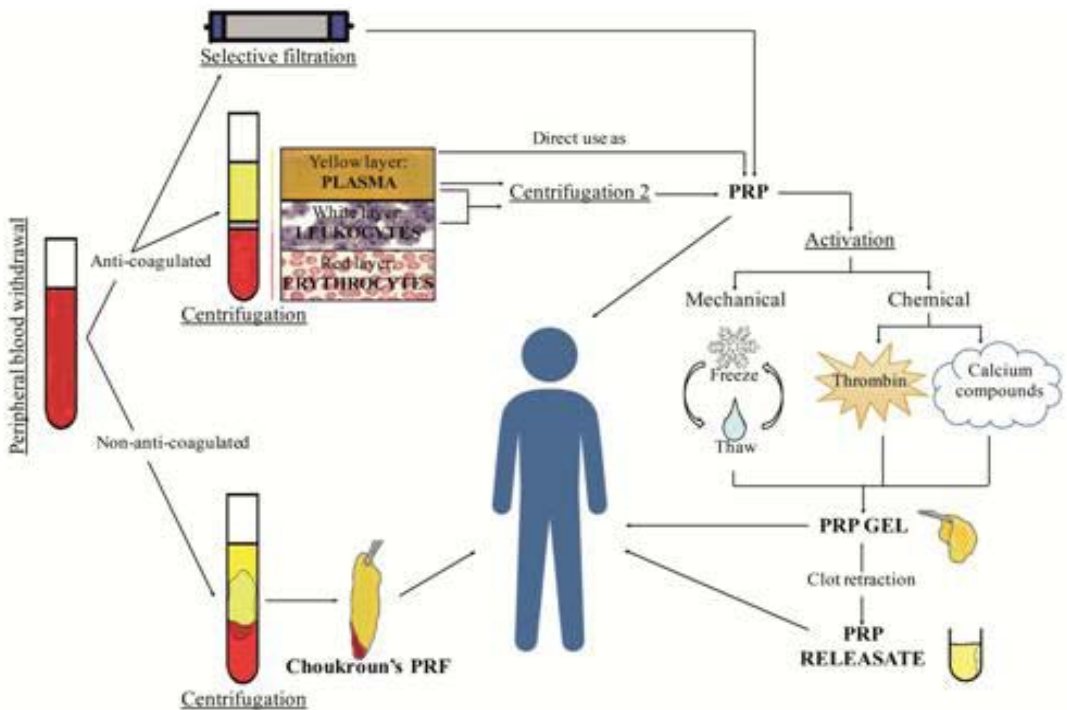 Selective filtration
Direct use as
Yellow layer:
PLASMA
White layer:
LEUKOCYTES
Red layer:
ERYTHROCYTES
Centrifugation 2
PRP
Peripheral blood withdrawal
Anti-coagulated
Centrifugation
Activation
Mechanical
Chemical
Freeze
Thaw
Thrombin
Calcium
compounds
Non-anti-coagulated
PRP GEL
Clot retraction
PRP
RELEASATE
Choukroun's PRF
Centrifugation